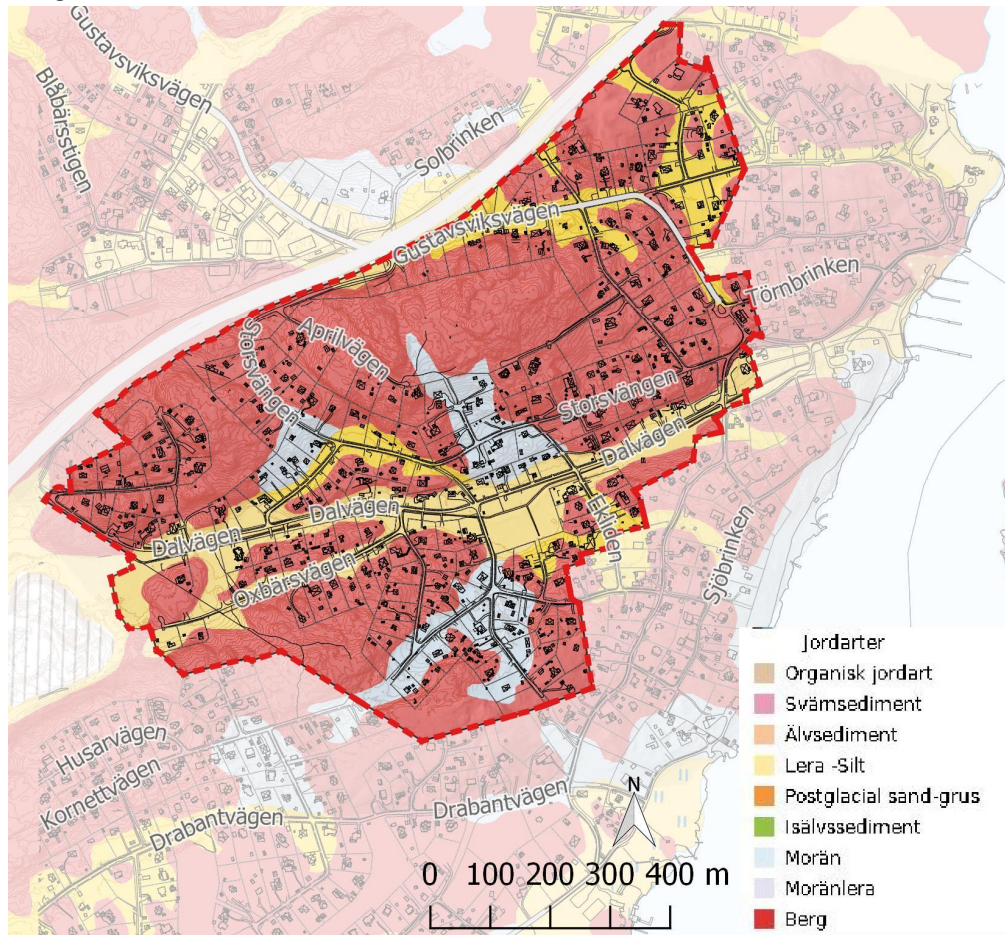 Gustavsviksvägen
Blåbärsstigen
Solbrinken
Gustavsviksvägen
Törnbrinken
Aprilvägen
Storsvängen
Storsvängen
Dalvägen
Dalvägen
Dalvägen
Ekliden
Oxbärsvägen
Sjöbrinken
Husarvägen
Kornettvägen
Drabantvägen
Drabantvägen
N
0 100 200 300 400 m
Jordarter
Organisk jordart
Svämsediment
Älvsediment
Lera -Silt
Postglacial sand-grus
Isälvssediment
Morän
Moränlera
Berg